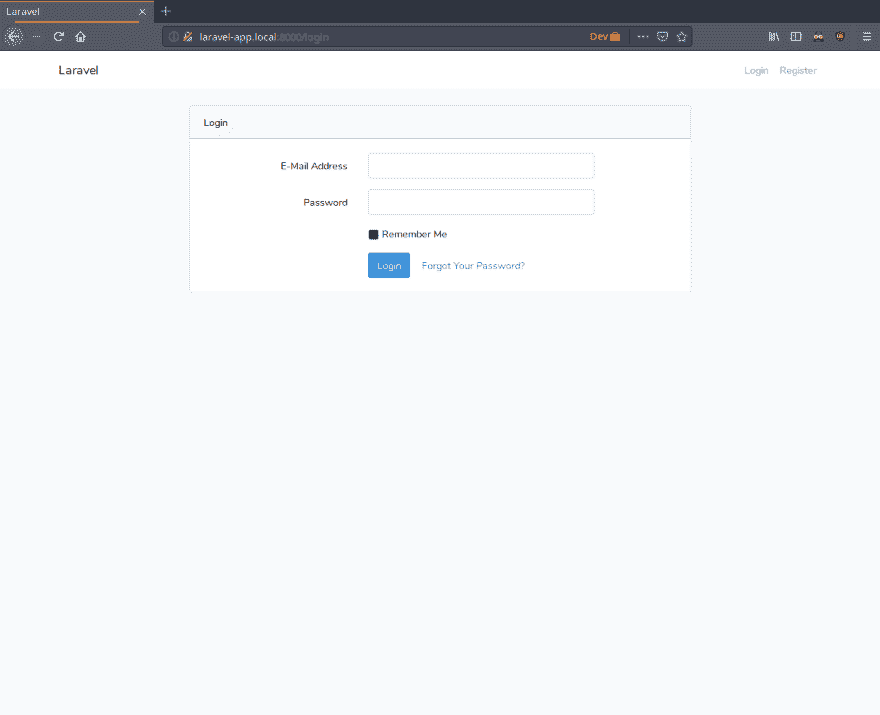 Laravel
laravel-app.local:8000/login Dev
Laravel Login Register
Login
E-Mail Address
Password
Remember Me
Login Forgot Your Password?